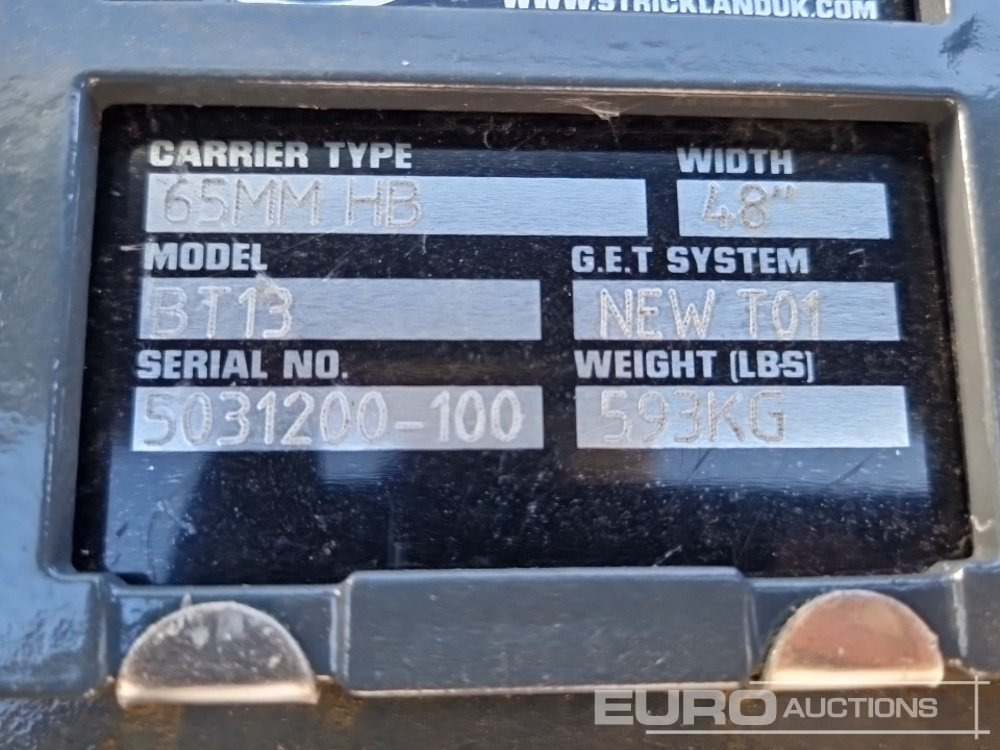 WWW.STRICKLANDUK.COM
CARRIER TYPE WIDTH
65MM HB 48"
MODEL G.E.T SYSTEM
BT13 NEW T01
SERIAL NO. WEIGHT (LBS)
5031200-100 593KG
EURO AUCTIONS